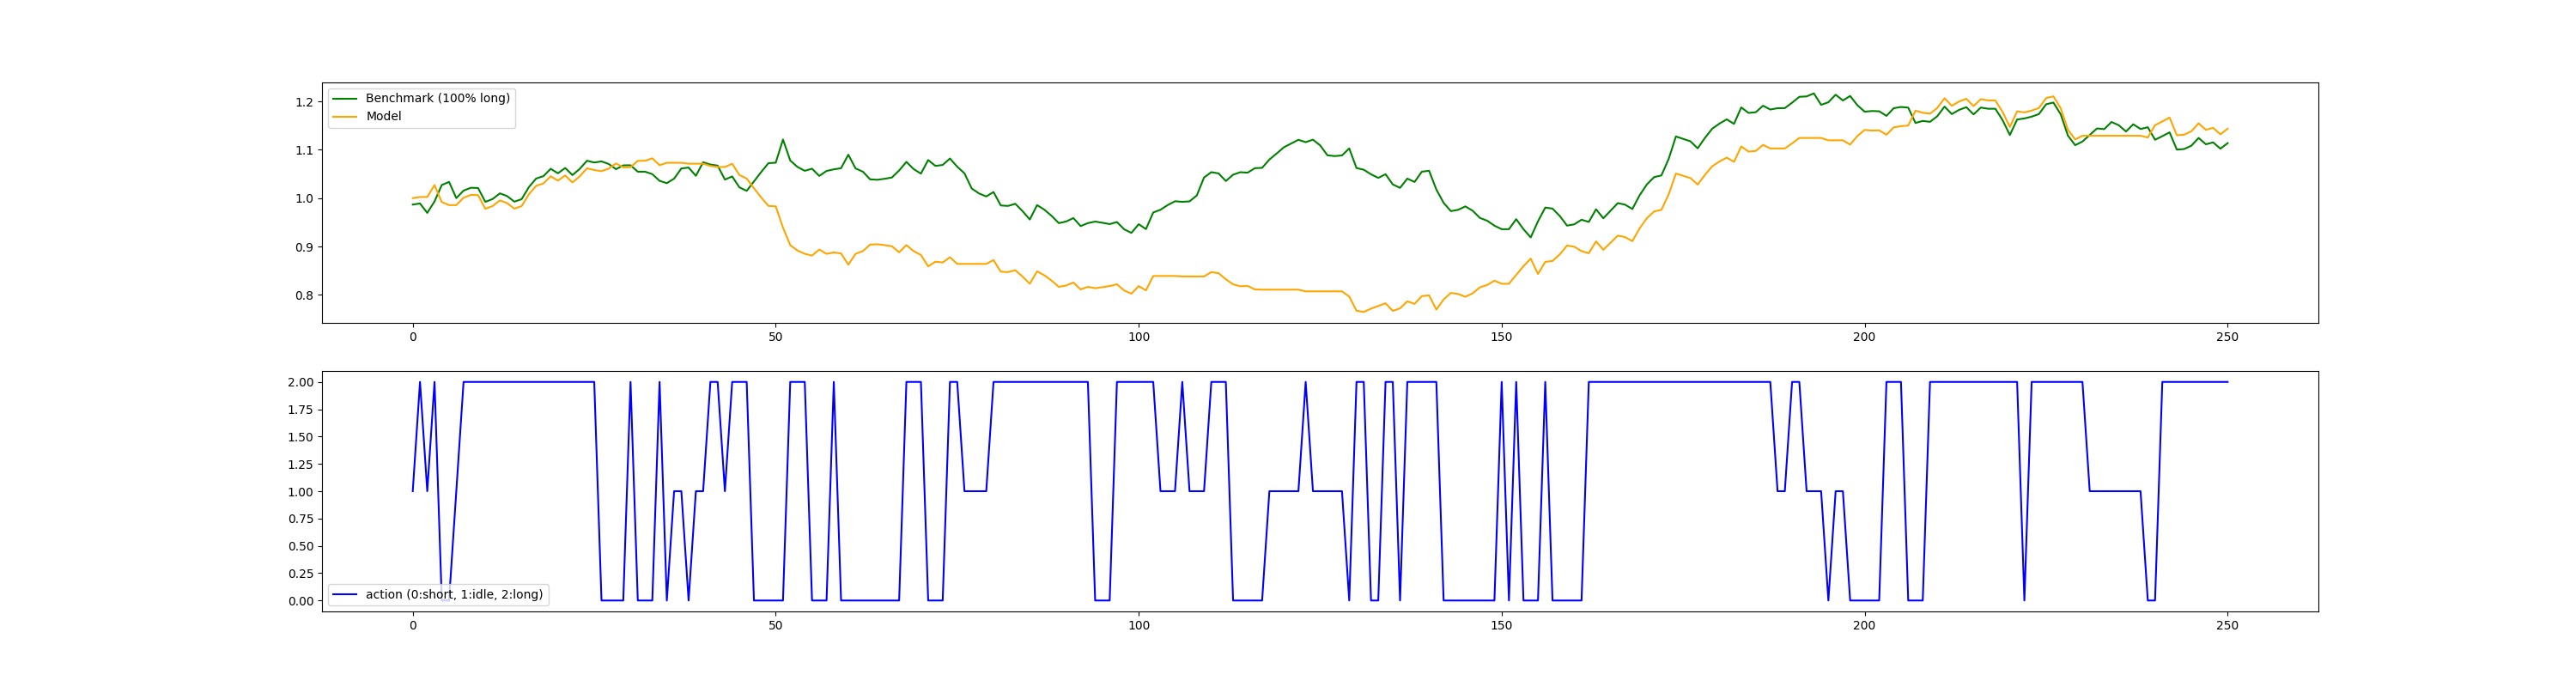 Benchmark (100% long)
Model
1.2
1.1
1.0
0.9
0.8
0 50 100 150 200 250
2.00
1.75
1.50
1.25
1.00
0.75
0.50
0.25
0.00
action (0:short, 1:idle, 2:long)
0 50 100 150 200 250